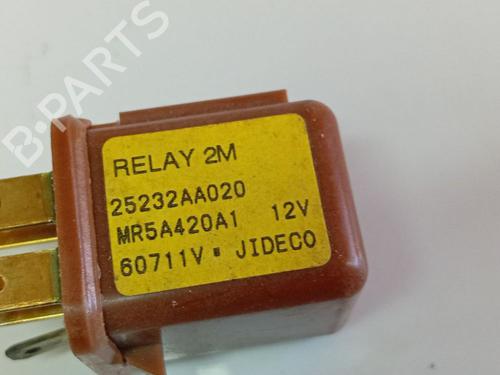 B-PARTS
RELAY 2M
25232AA020
MR5A420A1 12V
60711V ▪ JIDECO